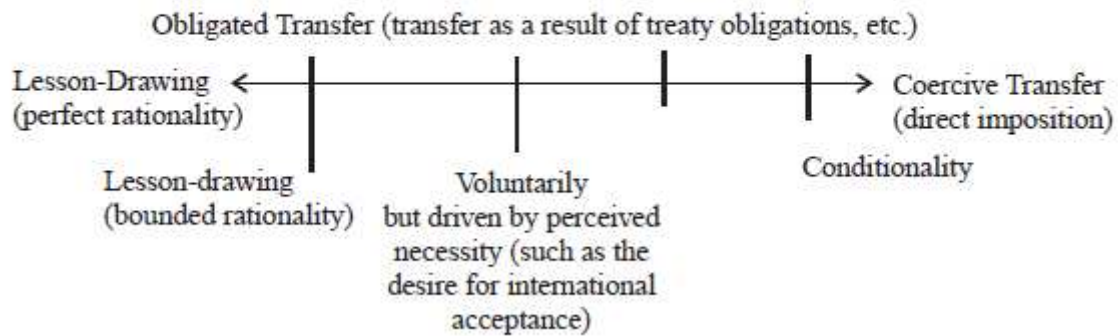 Obligated Transfer (transfer as a result of treaty obligations, etc.)
Lesson-Drawing
(perfect rationality)
Coercive Transfer
(direct imposition)
Lesson-drawing
(bounded rationality)
Voluntarily
but driven by perceived
necessity (such as the
desire for international
acceptance)
Conditionality